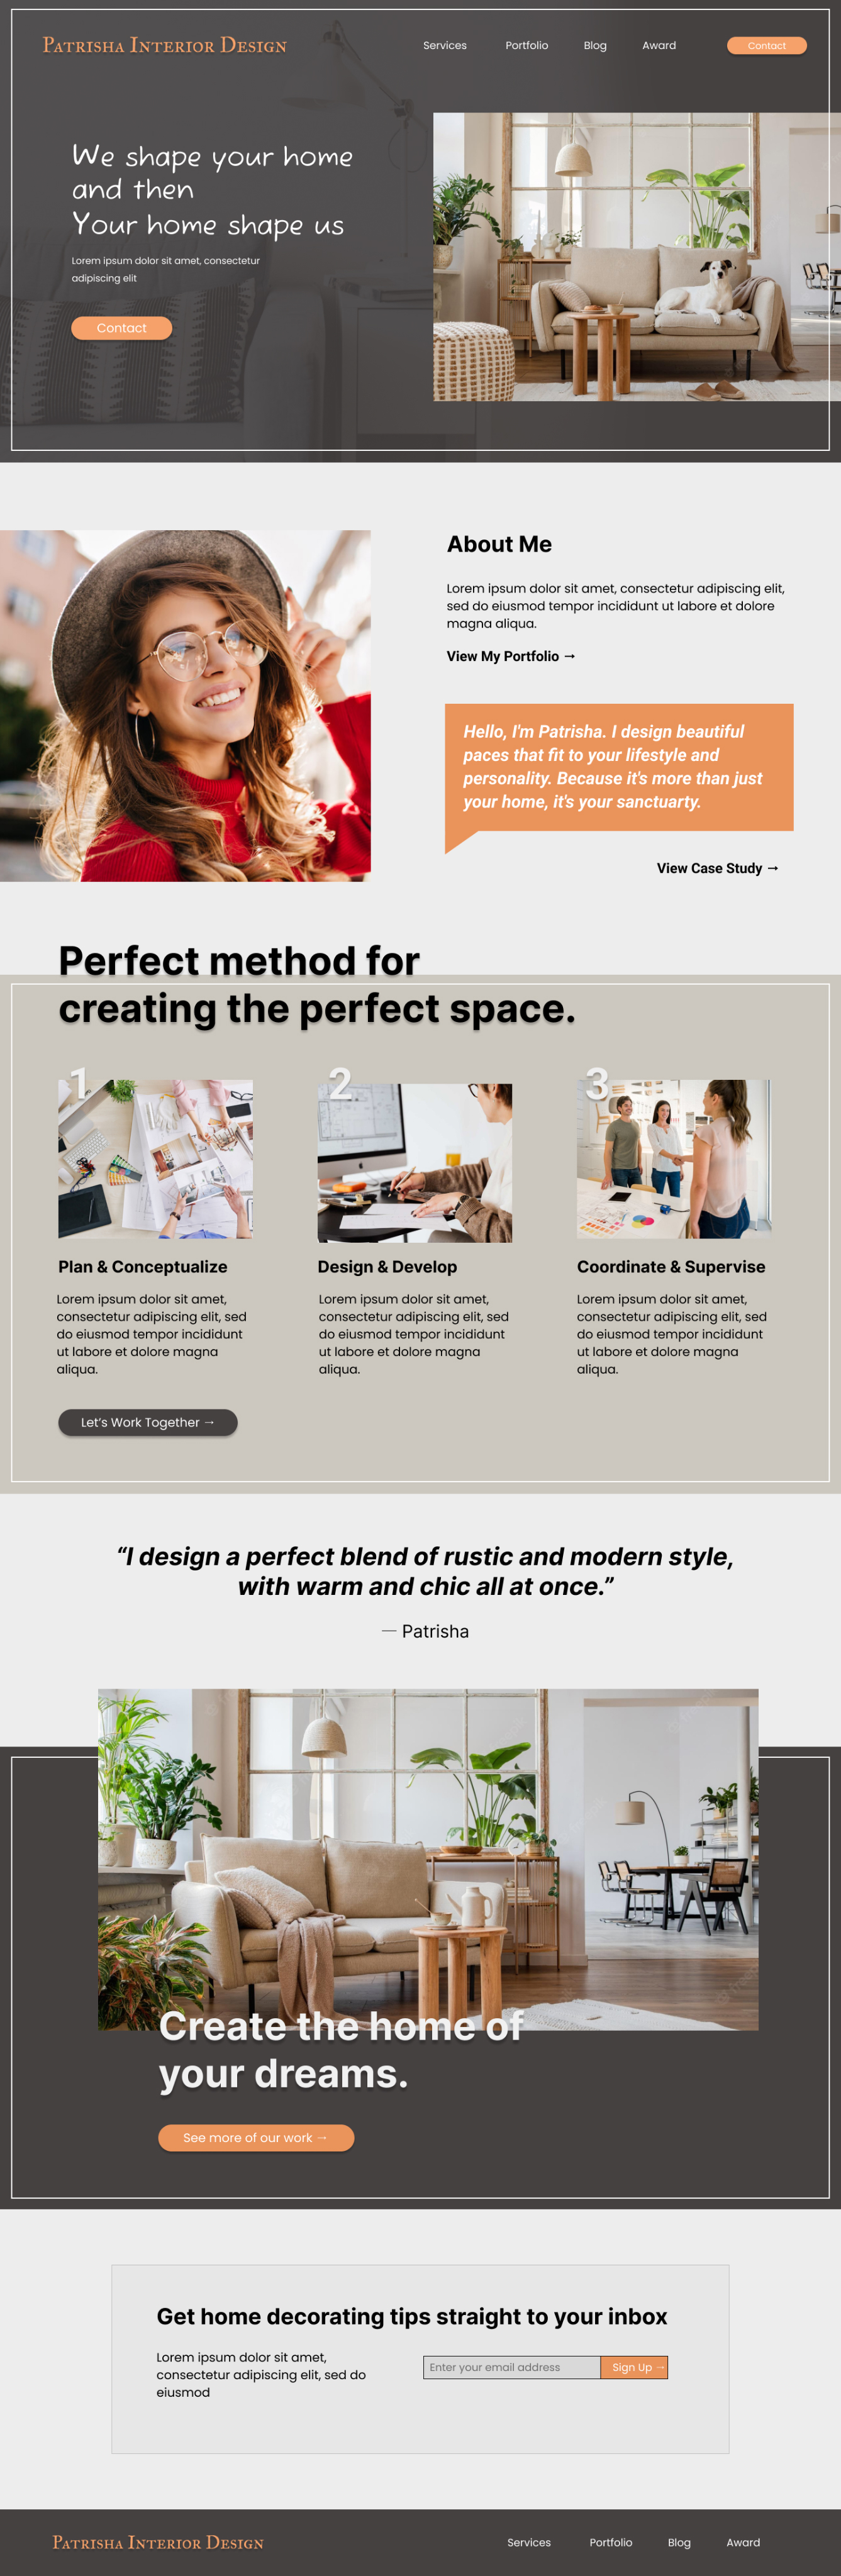 Patrisha Interior Design
Services Portfolio Blog Award Contact
We shape your home
and then
Your home shape us
Lorem ipsum dolor sit amet, consectetur
adipiscing elit
Contact
About Me
Lorem ipsum dolor sit amet, consectetur adipiscing elit,
sed do eiusmod tempor incididunt ut labore et dolore
magna aliqua.
View My Portfolio →
Hello, I'm Patrisha. I design beautiful
paces that fit to your lifestyle and
personality. Because it's more than just
your home, it's your sanctuarty.
View Case Study →
Perfect method for
creating the perfect space.
1
2
3
Plan & Conceptualize
Lorem ipsum dolor sit amet,
consectetur adipiscing elit, sed
do eiusmod tempor incididunt
ut labore et dolore magna
aliqua.
Design & Develop
Lorem ipsum dolor sit amet,
consectetur adipiscing elit, sed
do eiusmod tempor incididunt
ut labore et dolore magna
aliqua.
Coordinate & Supervise
Lorem ipsum dolor sit amet,
consectetur adipiscing elit, sed
do eiusmod tempor incididunt
ut labore et dolore magna
aliqua.
Let’s Work Together →
“I design a perfect blend of rustic and modern style,
with warm and chic all at once.”
— Patrisha
Create the home of
your dreams.
See more of our work →
Get home decorating tips straight to your inbox
Lorem ipsum dolor sit amet,
consectetur adipiscing elit, sed do
eiusmod
Enter your email address
Sign Up →
Patrisha Interior Design
Services Portfolio Blog Award